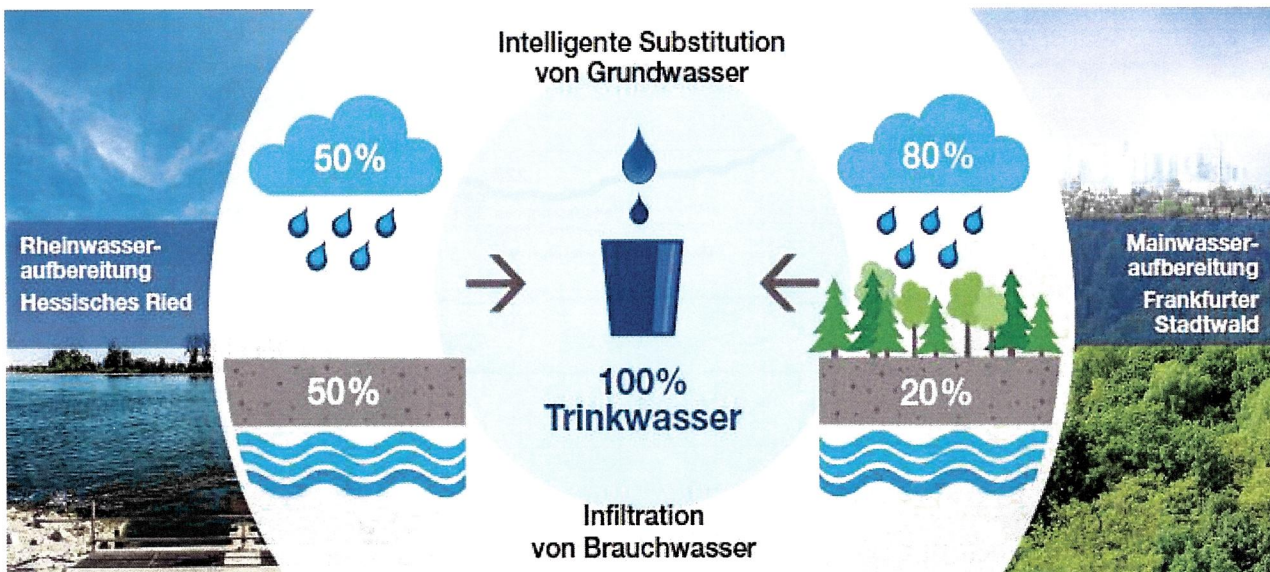 Intelligente Substitution
von Grundwasser
50%
80%
Rheinwasser-
aufbereitung
Hessisches Ried
Mainwasser-
aufbereitung
Frankfurter
Stadtwald
50%
100%
Trinkwasser
20%
Infiltration
von Brauchwasser